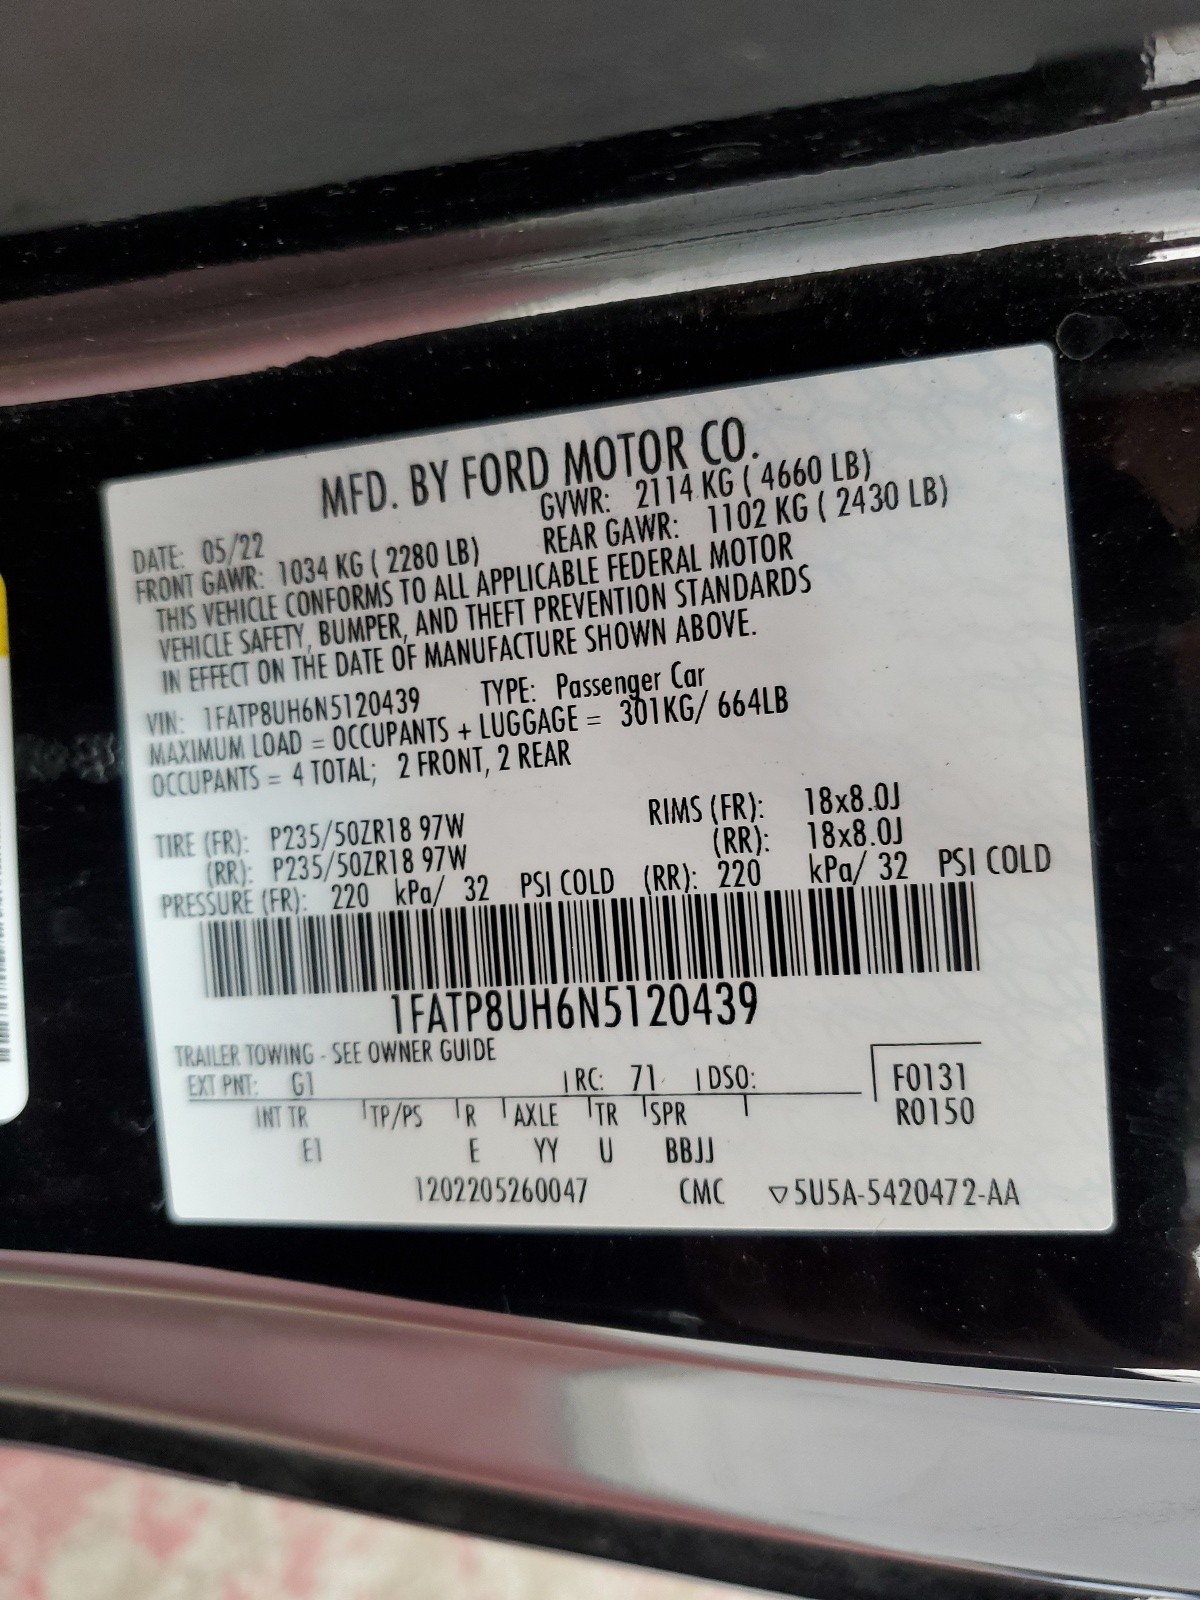 MFD. BY FORD MOTOR CO.
DATE: 05/22 GVWR: 2114 KG ( 4660 LB)
FRONT GAWR: 1034 KG ( 2280 LB) REAR GAWR: 1102 KG ( 2430 LB)
THIS VEHICLE CONFORMS TO ALL APPLICABLE FEDERAL MOTOR
VEHICLE SAFETY, BUMPER, AND THEFT PREVENTION STANDARDS
IN EFFECT ON THE DATE OF MANUFACTURE SHOWN ABOVE.
VIN: 1FATP8UH6N5120439 TYPE: Passenger Car
MAXIMUM LOAD = OCCUPANTS + LUGGAGE = 301KG/ 664LB
OCCUPANTS = 4 TOTAL; 2 FRONT, 2 REAR
TIRE (FR): P235/50ZR18 97W RIMS (FR): 18x8.0J
(RR): P235/50ZR18 97W (RR): 18x8.0J
PRESSURE (FR): 220 kPa/ 32 PSI COLD (RR): 220 kPa/ 32 PSI COLD
1FATP8UH6N5120439
TRAILER TOWING - SEE OWNER GUIDE
EXT PNT: G1 RC: 71 DSO: F0131
INT TR TP/PS R AXLE TR SPR R0150
E1 E YY U BBJJ
1202205260047 CMC ▽5U5A-5420472-AA